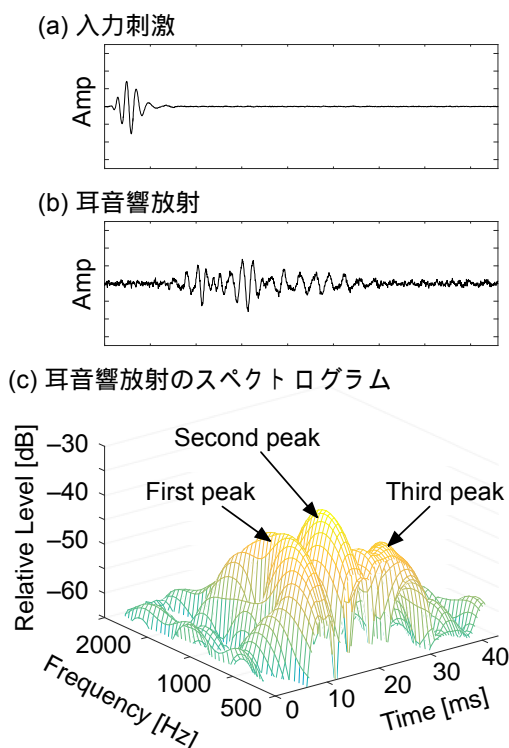 (a) 入力刺激
Amp
(b) 耳音響放射
Amp
(c) 耳音響放射のスペクトログラム
Relative Level [dB]
–30
–40
–50
–60
Second peak
First peak
Third peak
2000
1000
500
Frequency [Hz]
0
10
20
30
40
Time [ms]